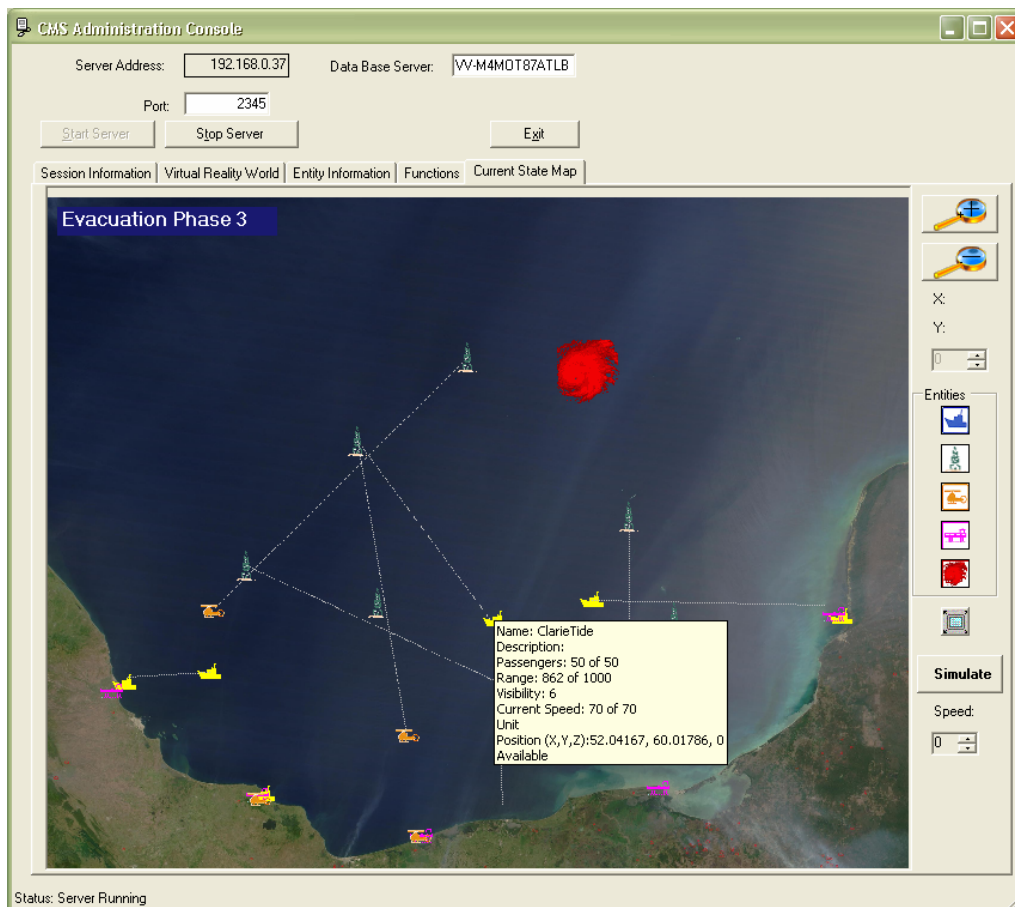 CMS Administration Console
Server Address: 192.168.0.37 Data Base Server: VV-M4MOT87ATLB
Port: 2345
Start Server Stop Server Exit
Session Information Virtual Reality World Entity Information Functions Current State Map
Evacuation Phase 3
X:
Y:
0
Entities
Name: ClarieTide
Description:
Passengers: 50 of 50
Range: 862 of 1000
Visibility: 6
Current Speed: 70 of 70
Unit
Position (X,Y,Z):52.04167, 60.01786, 0
Available
Simulate
Speed:
0
Status: Server Running